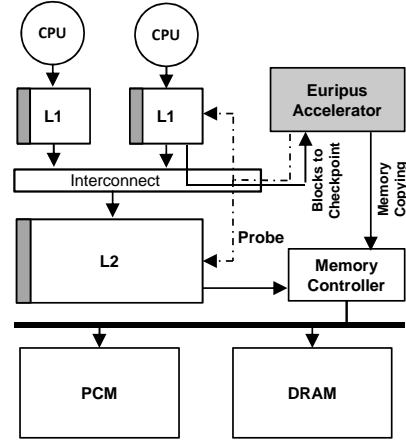 CPU
CPU
L1
L1
Euripus
Accelerator
Interconnect
Blocks to
Checkpoint
Memory
Copying
Probe
L2
Memory
Controller
PCM
DRAM